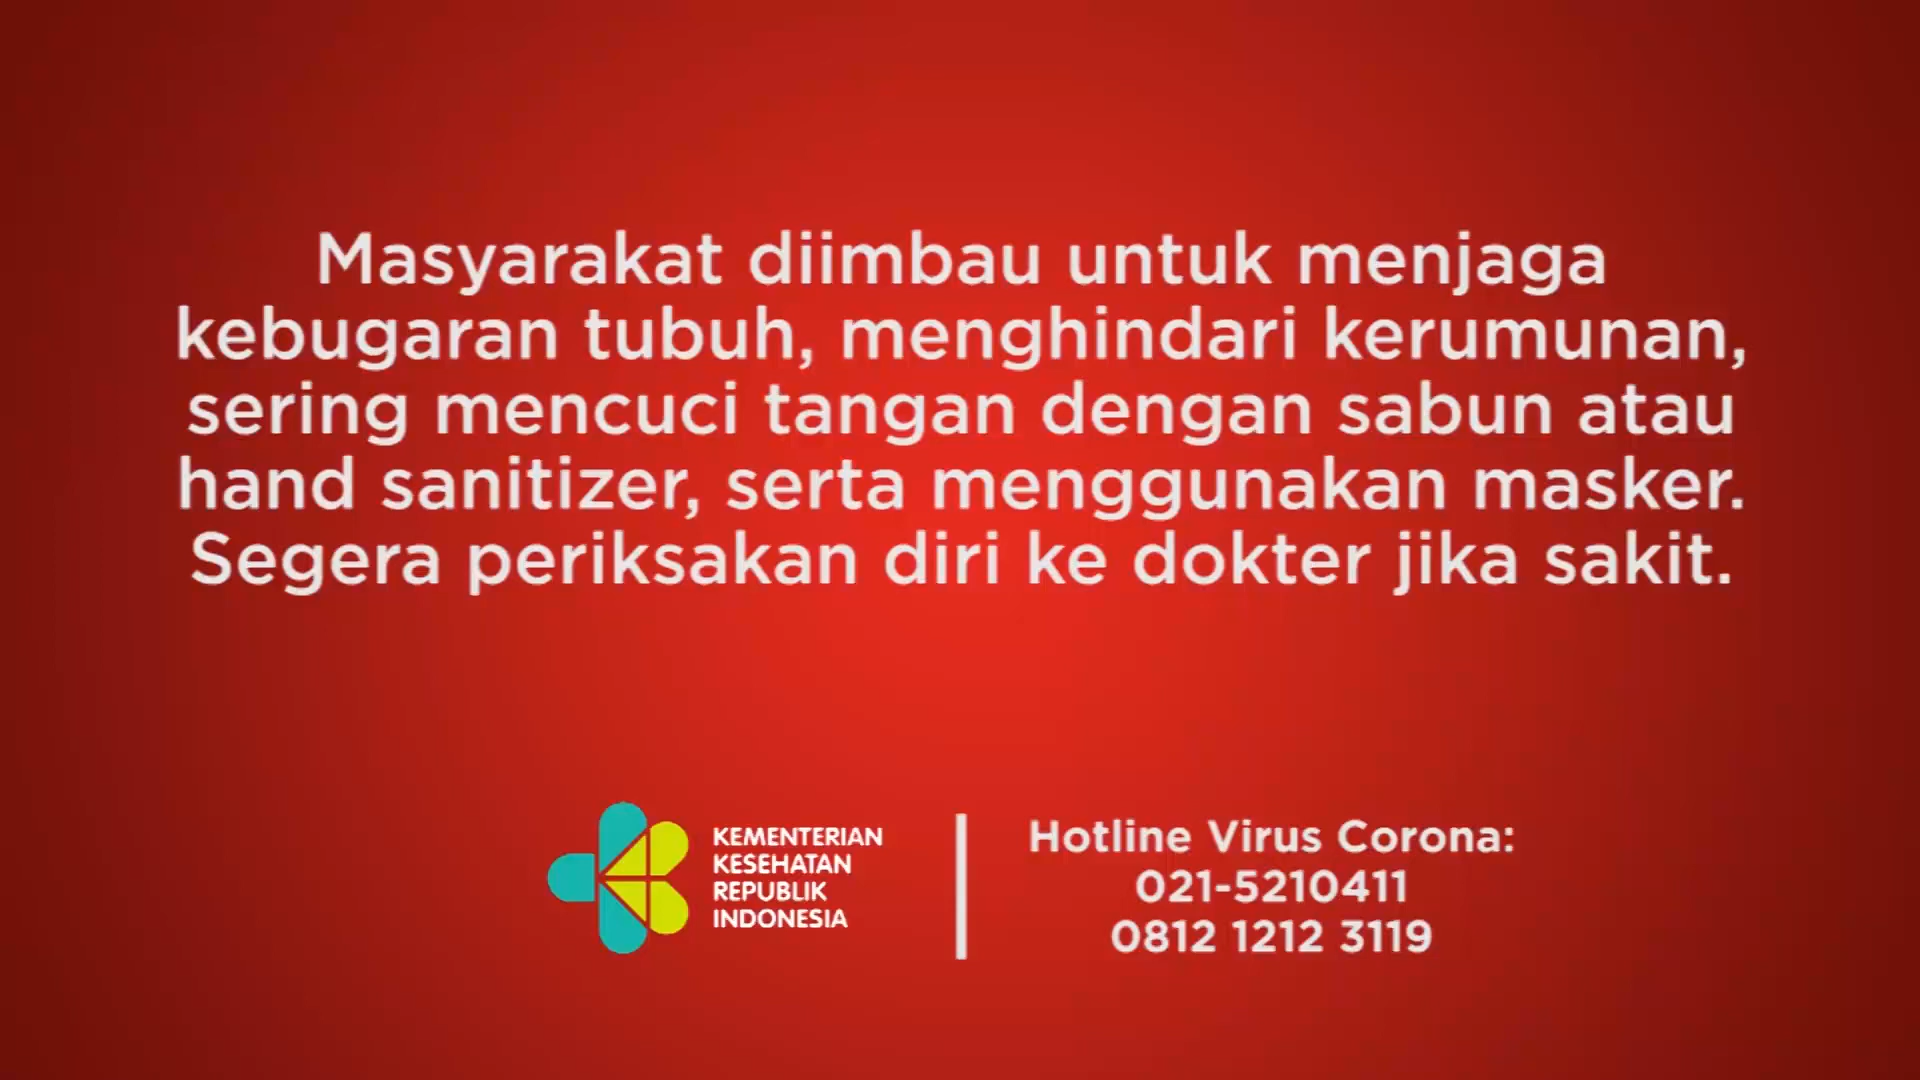 Masyarakat diimbau untuk menjaga
kebugaran tubuh, menghindari kerumunan,
sering mencuci tangan dengan sabun atau
hand sanitizer, serta menggunakan masker.
Segera periksakan diri ke dokter jika sakit.
KEMENTERIAN
KESEHATAN
REPUBLIK
INDONESIA
Hotline Virus Corona:
021-5210411
0812 1212 3119